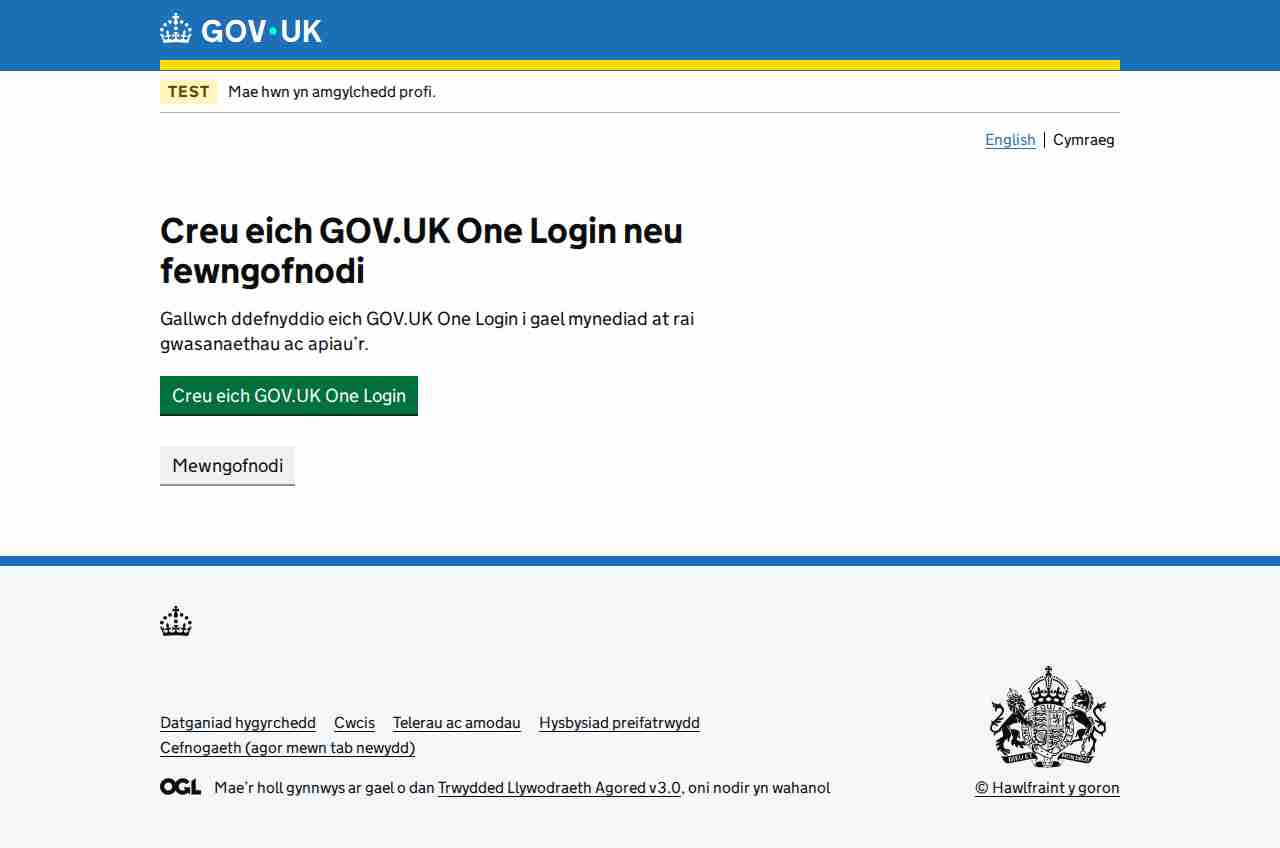 GOV·UK
TEST Mae hwn yn amgylchedd profi.
English Cymraeg
Creu eich GOV.UK One Login neu
fewngofnodi
Gallwch ddefnyddio eich GOV.UK One Login i gael mynediad at rai
gwasanaethau ac apiau’r.
Creu eich GOV.UK One Login
Mewngofnodi
Datganiad hygyrchedd Cwcis Telerau ac amodau Hysbysiad preifatrwydd
Cefnogaeth (agor mewn tab newydd)
OGL Mae’r holl gynnwys ar gael o dan Trwydded Llywodraeth Agored v3.0, oni nodir yn wahanol
© Hawlfraint y goron